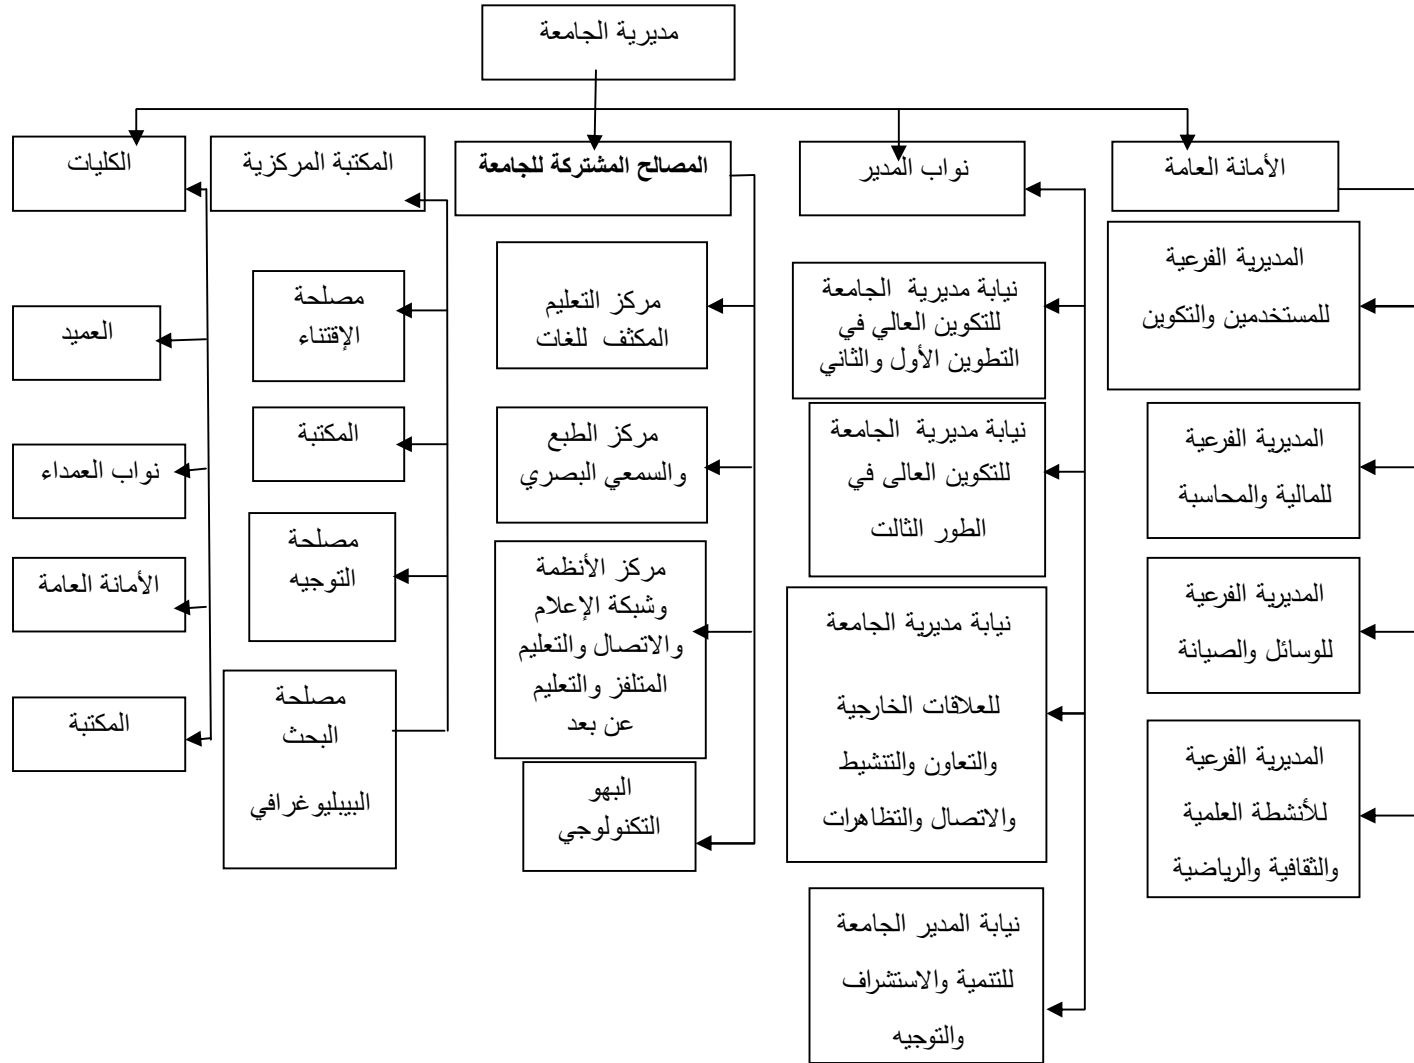 مديرية الجامعة
الأمانة العامة
نواب المدير
المصالح المشتركة للجامعة
المكتبة المركزية
الكليات
المديرية الفرعية
للمستخدمين والتكوين
المديرية الفرعية
للمالية والمحاسبة
المديرية الفرعية
للوسائل والصيانة
المديرية الفرعية
للأنشطة العلمية
والثقافية والرياضية
نيابة مديرية الجامعة
للتكوين العالي في
التطوين الأول والثاني
نيابة مديرية الجامعة
للتكوين العالى في
الطور الثالت
نيابة مديرية الجامعة
للعلاقات الخارجية
والتعاون والتنشيط
والاتصال والتظاهرات
نيابة المدير الجامعة
للتنمية والاستشراف
والتوجيه
مركز التعليم
المكثف للغات
مركز الطبع
والسمعي البصري
مركز الأنظمة
وشبكة الإعلام
والاتصال والتعليم
المتلفز والتعليم
عن بعد
البهو
التكنولوجي
مصلحة
الإقتناء
المكتبة
مصلحة
التوجيه
مصلحة
البحث
البيبليوغرافي
العميد
نواب العمداء
الأمانة العامة
المكتبة